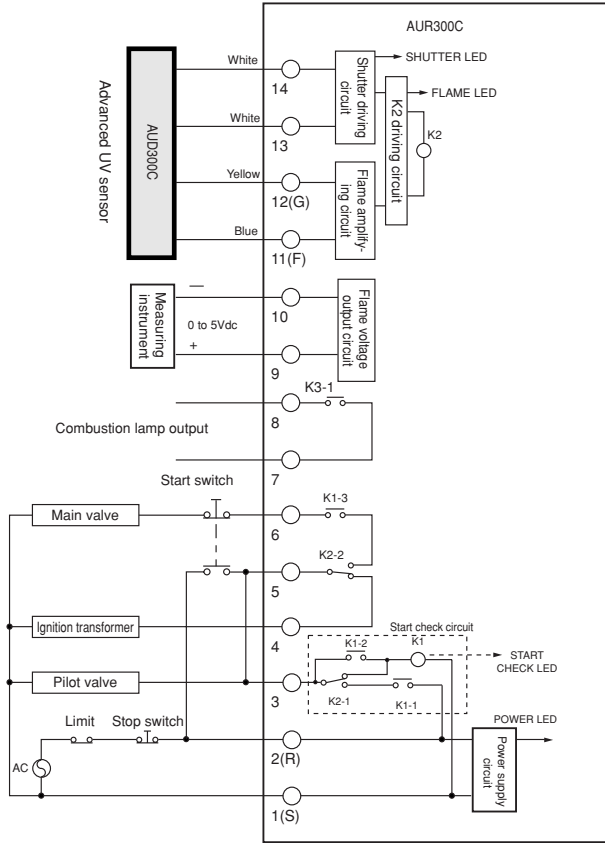 AUR300C
White
14
SHUTTER LED
Shutter driving
circuit
FLAME LED
K2 driving circuit
K2
White
13
Advanced UV sensor
AUD300C
Yellow
12(G)
Flame amplify-
ing circuit
Blue
11(F)
Measuring
instrument
—
10
0 to 5Vdc
+
9
Flame voltage
output circuit
K3-1
8
Combustion lamp output
7
Start switch
Main valve
K1-3
6
K2-2
5
Ignition transformer
4
Start check circuit
K1-2
K1
START
CHECK LED
Pilot valve
3
K2-1
K1-1
Limit
Stop switch
POWER LED
2(R)
Power supply
circuit
AC
1(S)